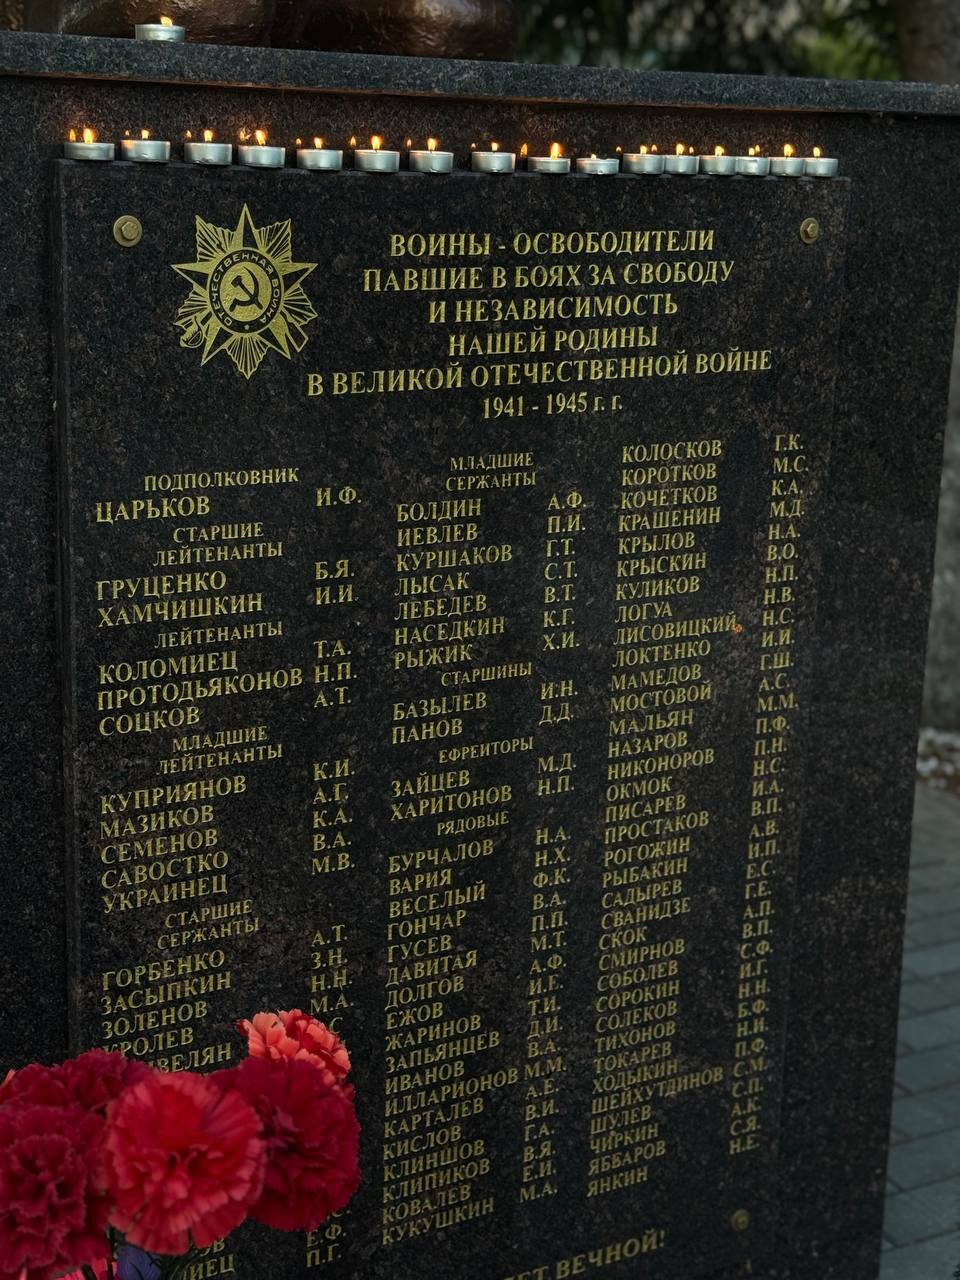 ОТЕЧЕСТВЕННАЯ ВОЙНА
ВОИНЫ - ОСВОБОДИТЕЛИ
ПАВШИЕ В БОЯХ ЗА СВОБОДУ
И НЕЗАВИСИМОСТЬ
НАШЕЙ РОДИНЫ
В ВЕЛИКОЙ ОТЕЧЕСТВЕННОЙ ВОЙНЕ
1941 - 1945 г. г.
ПОДПОЛКОВНИК
ЦАРЬКОВ И.Ф.
СТАРШИЕ
ЛЕЙТЕНАНТЫ
ГРУЦЕНКО Б.Я.
ХАМЧИШКИН И.И.
ЛЕЙТЕНАНТЫ
КОЛОМИЕЦ Т.А.
ПРОТОДЬЯКОНОВ Н.П.
СОЦКОВ А.Т.
МЛАДШИЕ
ЛЕЙТЕНАНТЫ
КУПРИЯНОВ К.И.
МАЗИКОВ А.Г.
СЕМЕНОВ К.А.
САВОСТКО В.А.
УКРАИНЕЦ М.В.
СТАРШИЕ
СЕРЖАНТЫ
ГОРБЕНКО А.Т.
ЗАСЫПКИН З.Н.
ЗОЛЕНОВ Н.Н.
М.А.
Е.Ф.
П.Г.
МЛАДШИЕ
СЕРЖАНТЫ
БОЛДИН А.Ф.
ИЕВЛЕВ П.И.
КУРШАКОВ Г.Т.
ЛЫСАК С.Т.
ЛЕБЕДЕВ В.Т.
НАСЕДКИН К.Г.
РЫЖИК Х.И.
СТАРШИНЫ
БАЗЫЛЕВ И.Н.
ПАНОВ Д.Д.
ЕФРЕИТОРЫ
ЗАЙЦЕВ М.Д.
ХАРИТОНОВ Н.П.
РЯДОВЫЕ
БУРЧАЛОВ Н.А.
ВАРИЯ Н.Х.
ВЕСЕЛЫЙ Ф.К.
ГОНЧАР В.А.
ГУСЕВ П.П.
ДАВИТАЯ М.Т.
ДОЛГОВ А.Ф.
ЕЖОВ И.Е.
ЖАРИНОВ Т.И.
ЗАПЬЯНЦЕВ Д.И.
ИВАНОВ В.А.
ИЛЛАРИОНОВ М.М.
КАРТАЛЕВ А.Е.
КИСЛОВ В.И.
КЛИНШОВ Г.А.
КЛИПИКОВ В.Я.
КОВАЛЕВ Е.И.
КУКУШКИН М.А.
КОЛОСКОВ Г.К.
КОРОТКОВ М.С.
КОЧЕТКОВ К.А.
КРАШЕНИН М.Д.
КРЫЛОВ Н.А.
КРЫСКИН В.О.
КУЛИКОВ Н.П.
ЛОГУА Н.В.
ЛИСОВИЦКИЙ Н.С.
ЛОКТЕНКО И.И.
МАМЕДОВ Г.Ш.
МОСТОВОЙ А.С.
МАЛЬЯН М.М.
НАЗАРОВ П.Ф.
НИКОНОРОВ П.Н.
ОКМОК Н.С.
ПИСАРЕВ И.А.
ПРОСТАКОВ В.П.
РОГОЖИН А.В.
РЫБАКИН И.П.
САДЫРЕВ Е.С.
СВАНИДЗЕ Г.Е.
СКОК А.П.
СМИРНОВ В.П.
СОБОЛЕВ С.Ф.
СОРОКИН И.Г.
СОЛЕКОВ Н.Н.
ТИХОНОВ Б.Ф.
ТОКАРЕВ Н.И.
ХОДЫКИН П.Ф.
ШЕЙХУТДИНОВ С.М.
ШУЛЕВ С.П.
ЧИРКИН А.К.
ЯББАРОВ С.Я.
ЯНКИН Н.Е.
ВЕЧНОЙ!